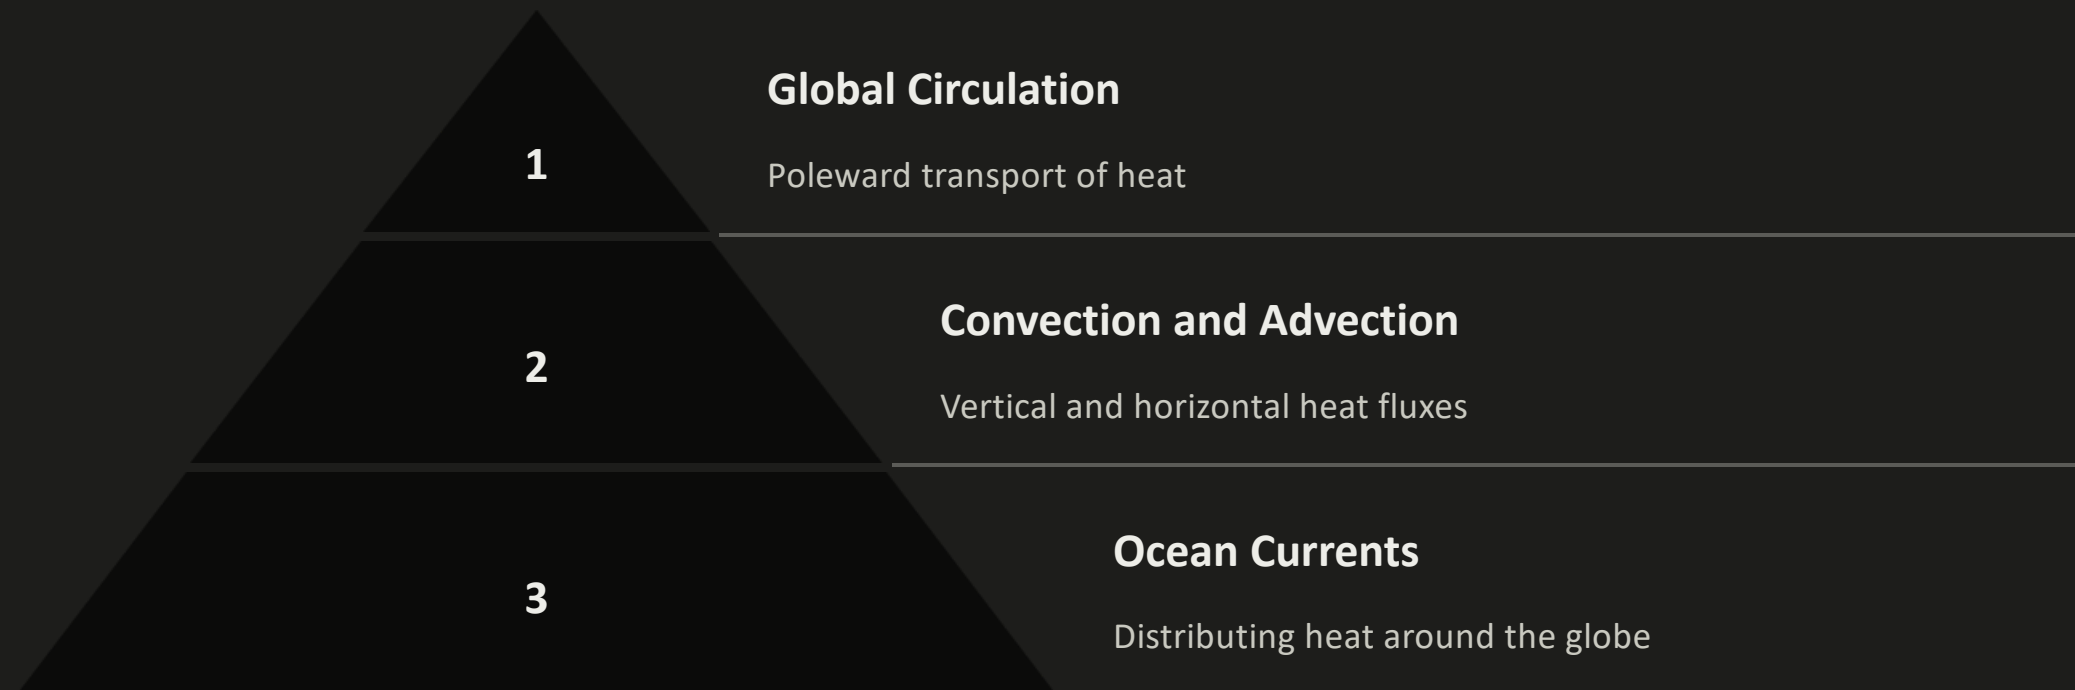 Global Circulation
1
Poleward transport of heat
Convection and Advection
2
Vertical and horizontal heat fluxes
Ocean Currents
3
Distributing heat around the globe